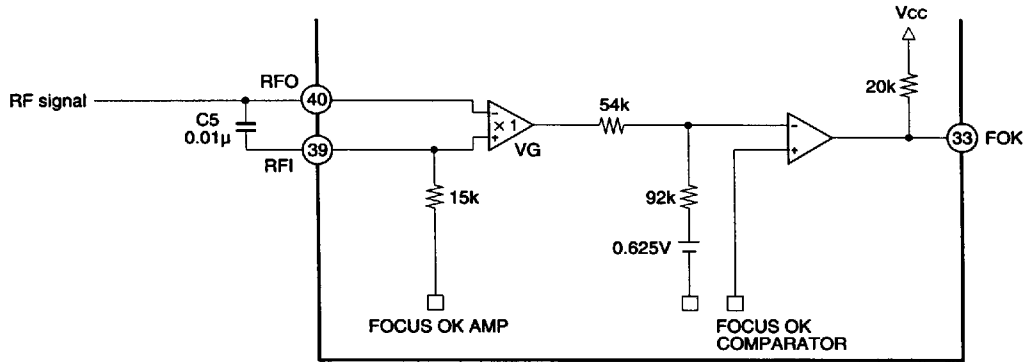 Vcc
RF signal
RFO
40
C5
0.01µ
39
RFI
−
× 1
+
VG
54k
20k
−
+
33
FOK
15k
92k
0.625V
FOCUS OK AMP
FOCUS OK
COMPARATOR